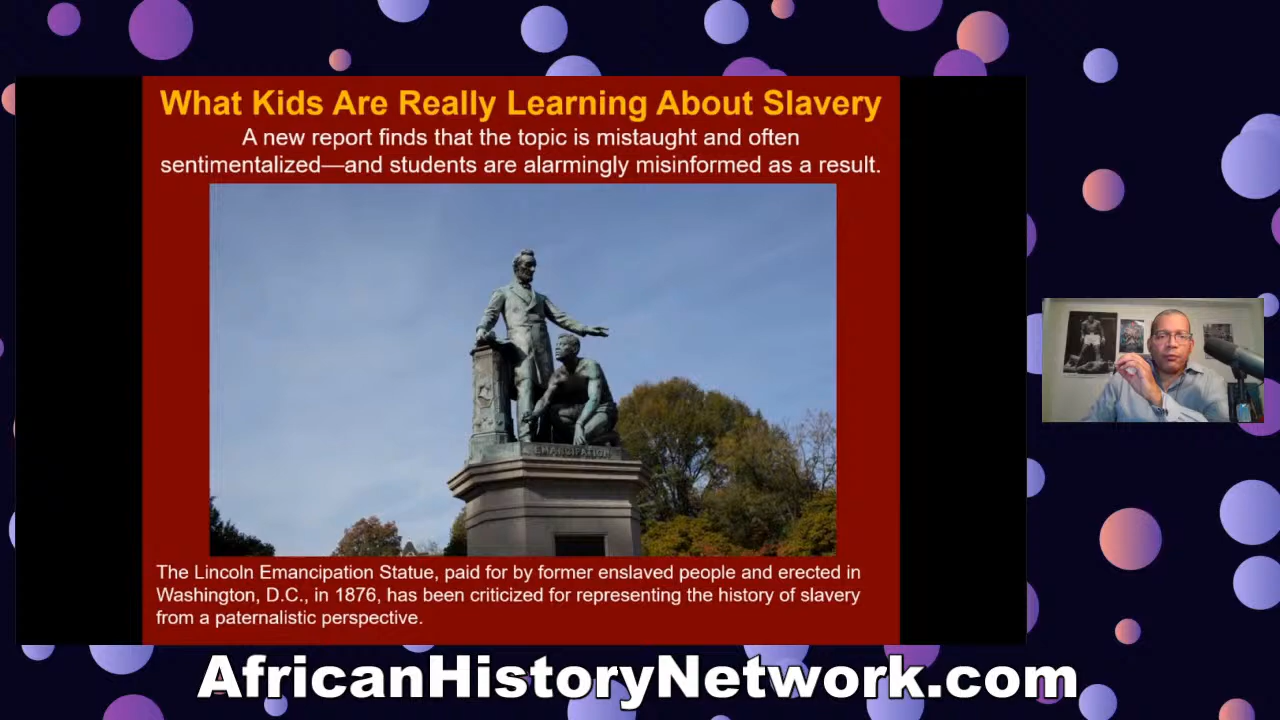 What Kids Are Really Learning About Slavery
A new report finds that the topic is mistaught and often
sentimentalized—and students are alarmingly misinformed as a result.
EMANCIPATION
The Lincoln Emancipation Statue, paid for by former enslaved people and erected in
Washington, D.C., in 1876, has been criticized for representing the history of slavery
from a paternalistic perspective.
AfricanHistoryNetwork.com